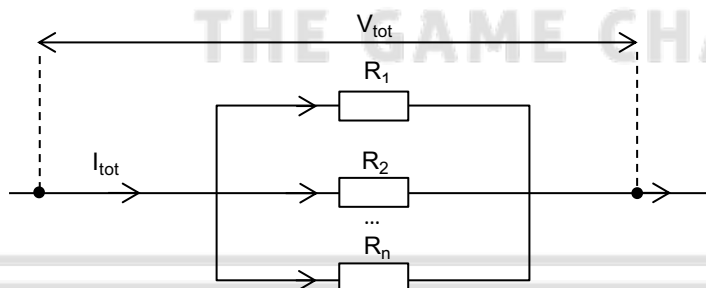 THE GAME CHA
V_tot
R_1
I_tot
R_2
...
R_n